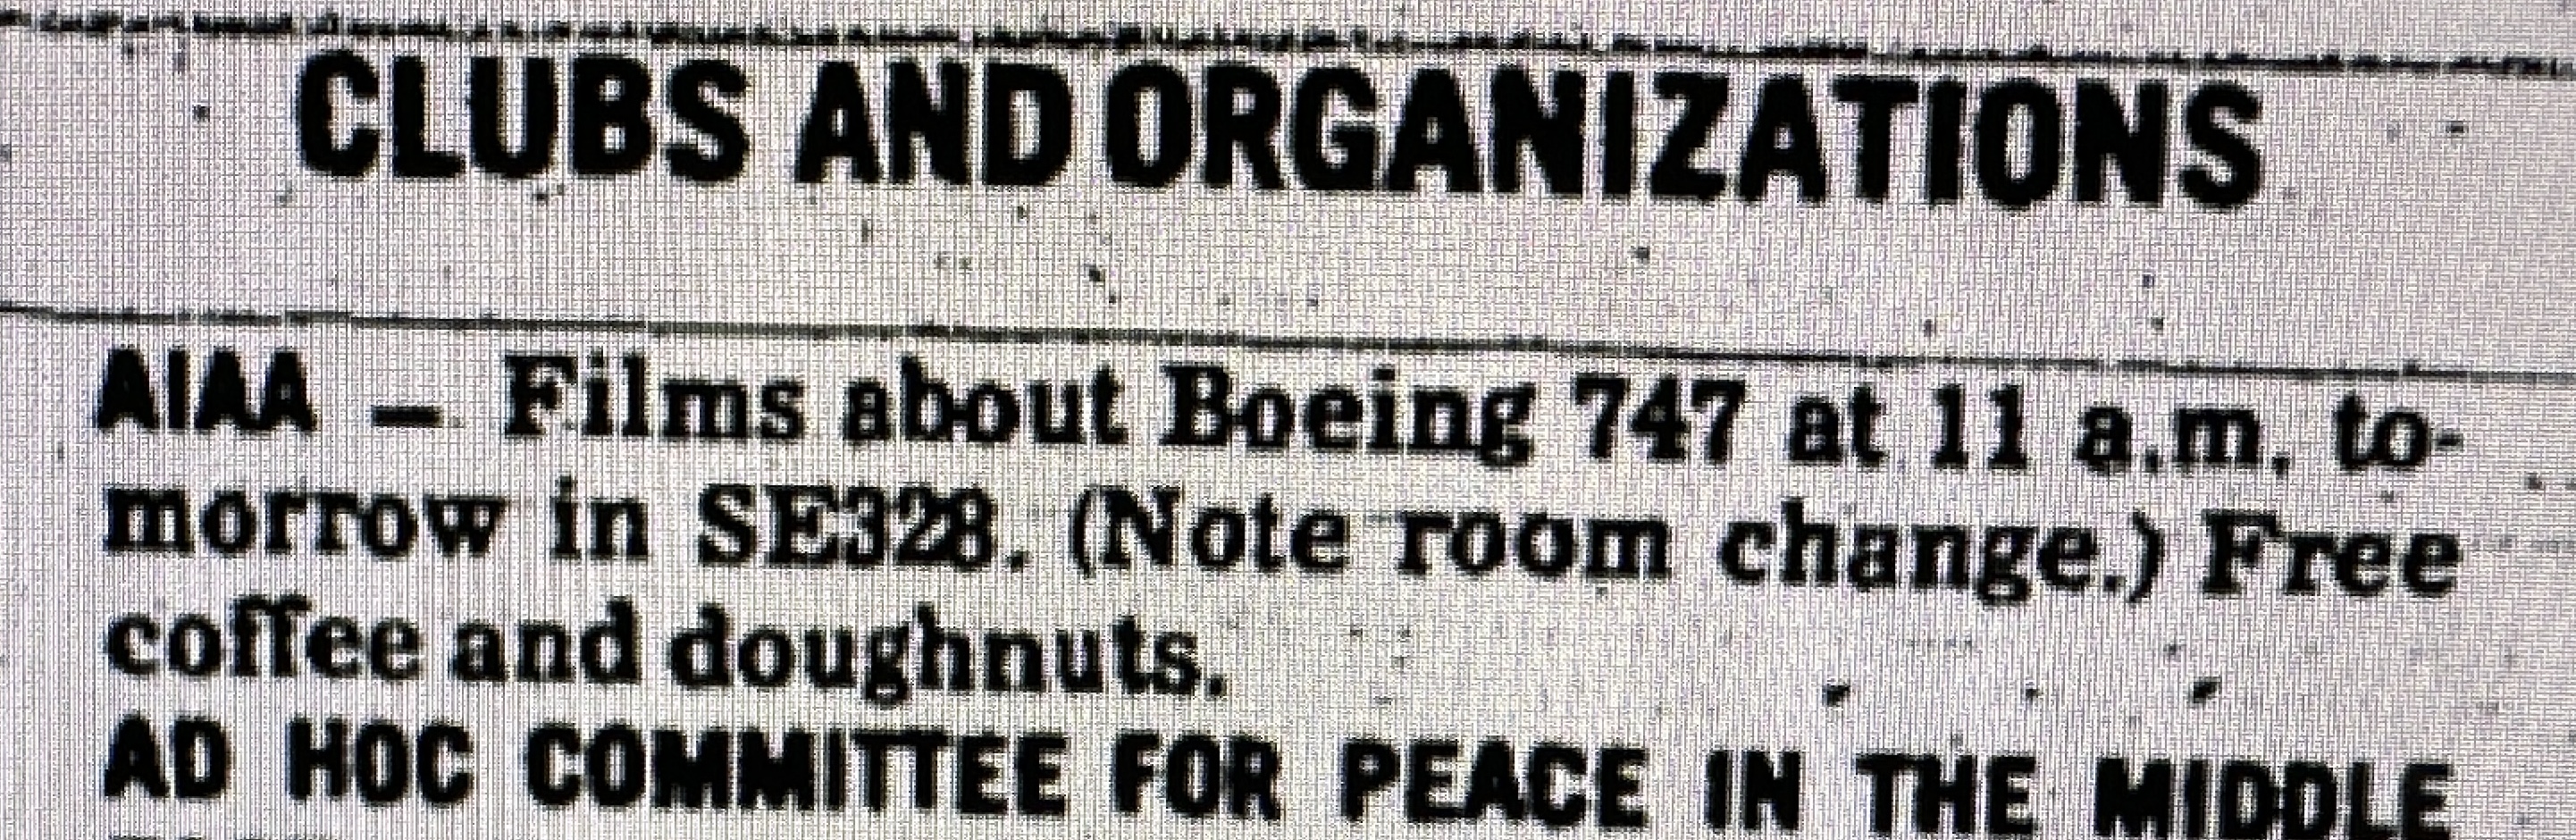 CLUBS AND ORGANIZATIONS
AIAA — Films about Boeing 747 at 11 a.m. to-
morrow in SE328. (Note room change.) Free
coffee and doughnuts.
AD HOC COMMITTEE FOR PEACE IN THE MIDDLE